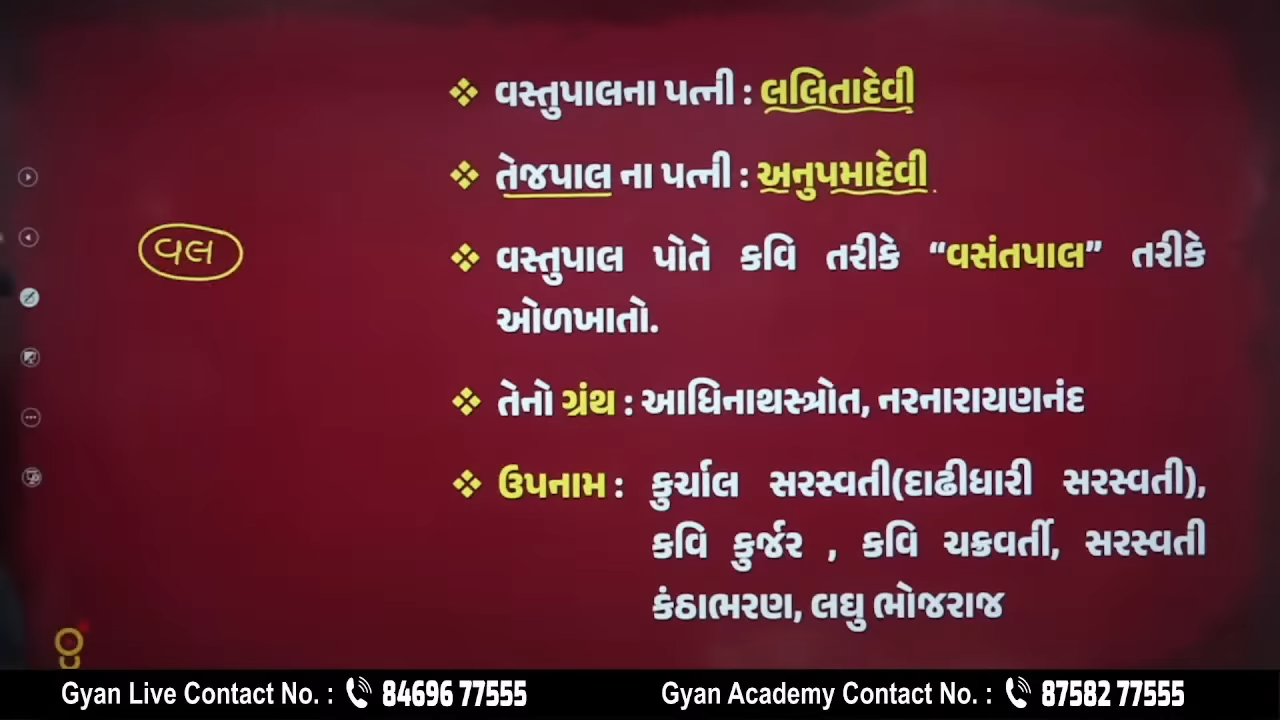 વસ્તુપાલના પત્ની : લલિતાદેવી
તેજપાલ ના પત્ની : અનુપમાદેવી
વલ
વસ્તુપાલ પોતે કવિ તરીકે “વસંતપાલ” તરીકે
ઓળખાતો.
તેનો ગ્રંથ : આધિનાથસ્ત્રોત, નરનારાયણનંદ
ઉપનામ : કુર્ચાલ સરસ્વતી(દાઢીધારી સરસ્વતી),
કવિ કુર્જર , કવિ ચક્રવર્તી, સરસ્વતી
કંઠાભરણ, લઘુ ભોજરાજ
Gyan Live Contact No. : 84696 77555
Gyan Academy Contact No. : 87582 77555